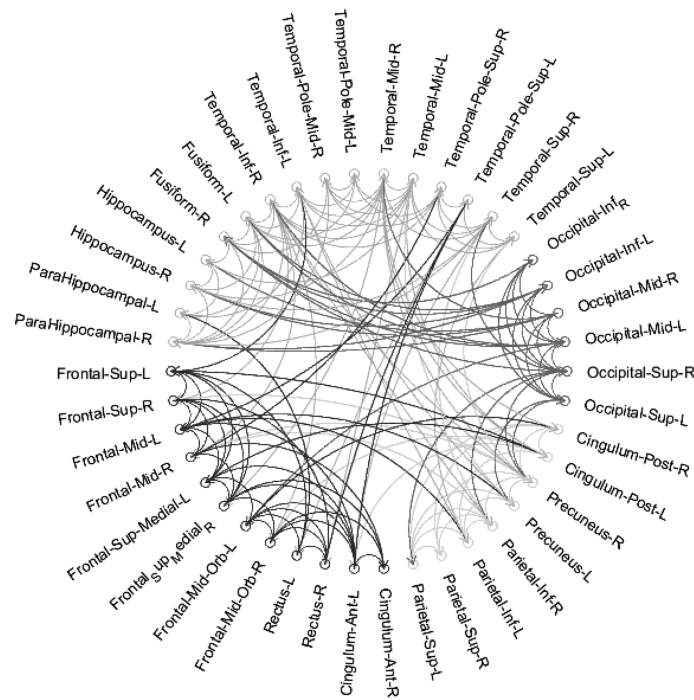 Temporal-Pole-Mid-L
Temporal-Mid-R
Temporal-Mid-L
Temporal-Pole-Sup-R
Temporal-Pole-Sup-L
Temporal-Sup-R
Temporal-Sup-L
Occipital-InfR
Occipital-Inf-L
Occipital-Mid-R
Occipital-Mid-L
Occipital-Sup-R
Occipital-Sup-L
Cingulum-Post-R
Cingulum-Post-L
Precuneus-R
Precuneus-L
Parietal-Inf-R
Parietal-Inf-L
Parietal-Sup-R
Parietal-Sup-L
Cingulum-Ant-R
Cingulum-Ant-L
Rectus-R
Rectus-L
Frontal-Mid-Orb-R
Frontal-Mid-Orb-L
FrontalSupMedialR
Frontal-Sup-Medial-L
Frontal-Mid-R
Frontal-Mid-L
Frontal-Sup-R
Frontal-Sup-L
ParaHippocampal-R
ParaHippocampal-L
Hippocampus-R
Hippocampus-L
Fusiform-R
Fusiform-L
Temporal-Inf-R
Temporal-Inf-L
Temporal-Pole-Mid-R